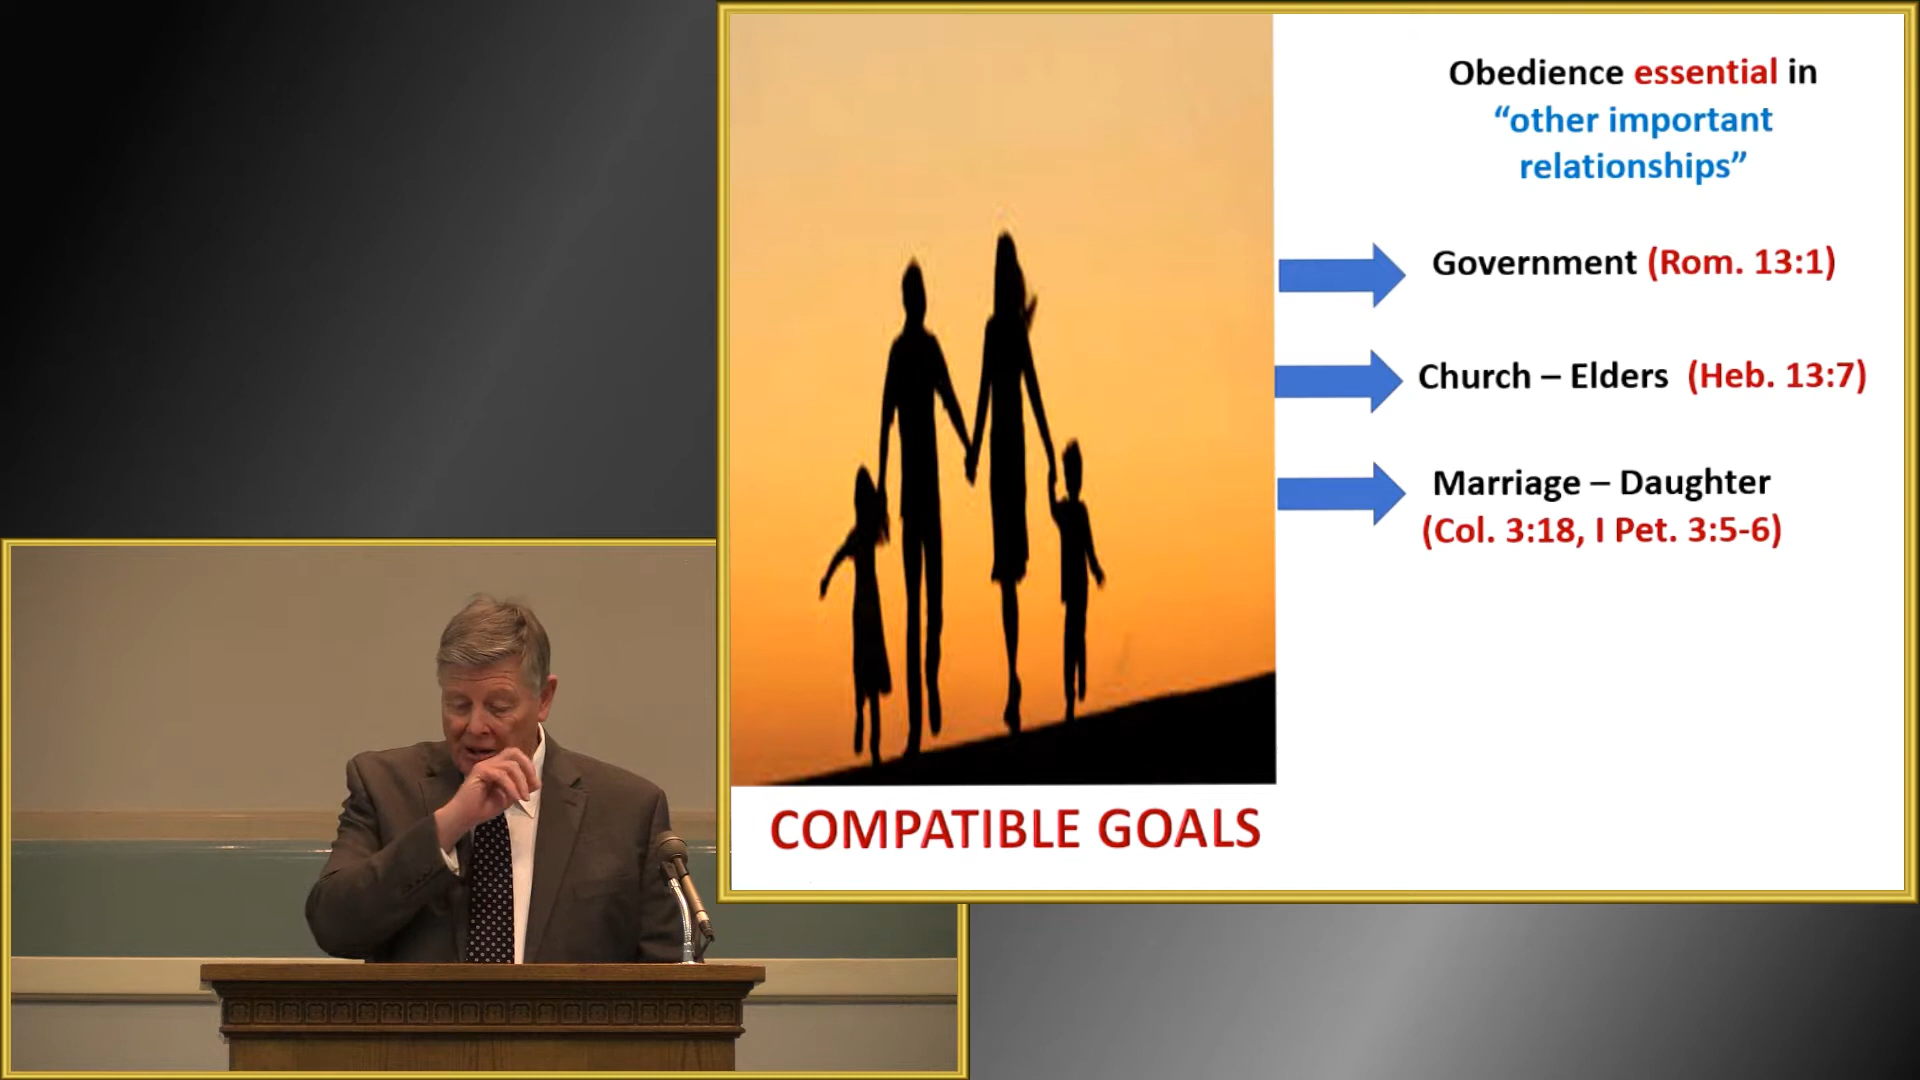 Obedience essential in
“other important
relationships”
Government (Rom. 13:1)
Church – Elders (Heb. 13:7)
Marriage – Daughter
(Col. 3:18, I Pet. 3:5-6)
COMPATIBLE GOALS